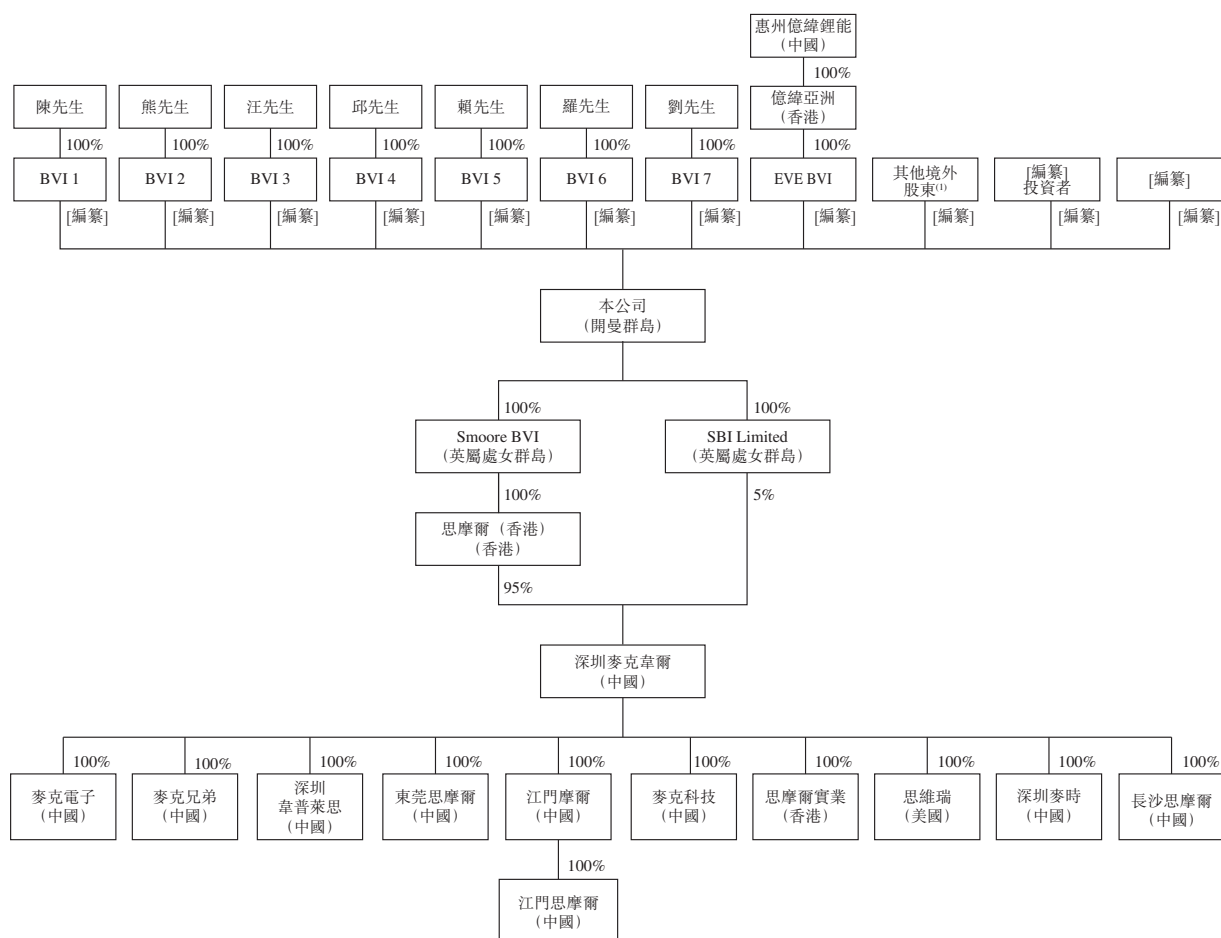 惠州億緯鋰能
(中國)
100%
陳先生
熊先生
汪先生
邱先生
賴先生
羅先生
劉先生
億緯亞洲
(香港)
100%
100%
100%
100%
100%
100%
100%
100%
BVI 1
BVI 2
BVI 3
BVI 4
BVI 5
BVI 6
BVI 7
EVE BVI
其他境外
股東(1)
[編纂]
投資者
[編纂]
[編纂]
[編纂]
[編纂]
[編纂]
[編纂]
[編纂]
[編纂]
[編纂]
[編纂]
[編纂]
[編纂]
本公司
(開曼群島)
100%
100%
Smoore BVI
(英屬處女群島)
SBI Limited
(英屬處女群島)
100%
5%
思摩爾（香港）
(香港)
95%
深圳麥克韋爾
(中國)
100%
100%
100%
100%
100%
100%
100%
100%
100%
100%
麥克電子
(中國)
麥克兄弟
(中國)
深圳
韋普萊思
(中國)
東莞思摩爾
(中國)
江門摩爾
(中國)
麥克科技
(中國)
思摩爾實業
(香港)
思維瑞
(美國)
深圳麥時
(中國)
長沙思摩爾
(中國)
100%
江門思摩爾
(中國)